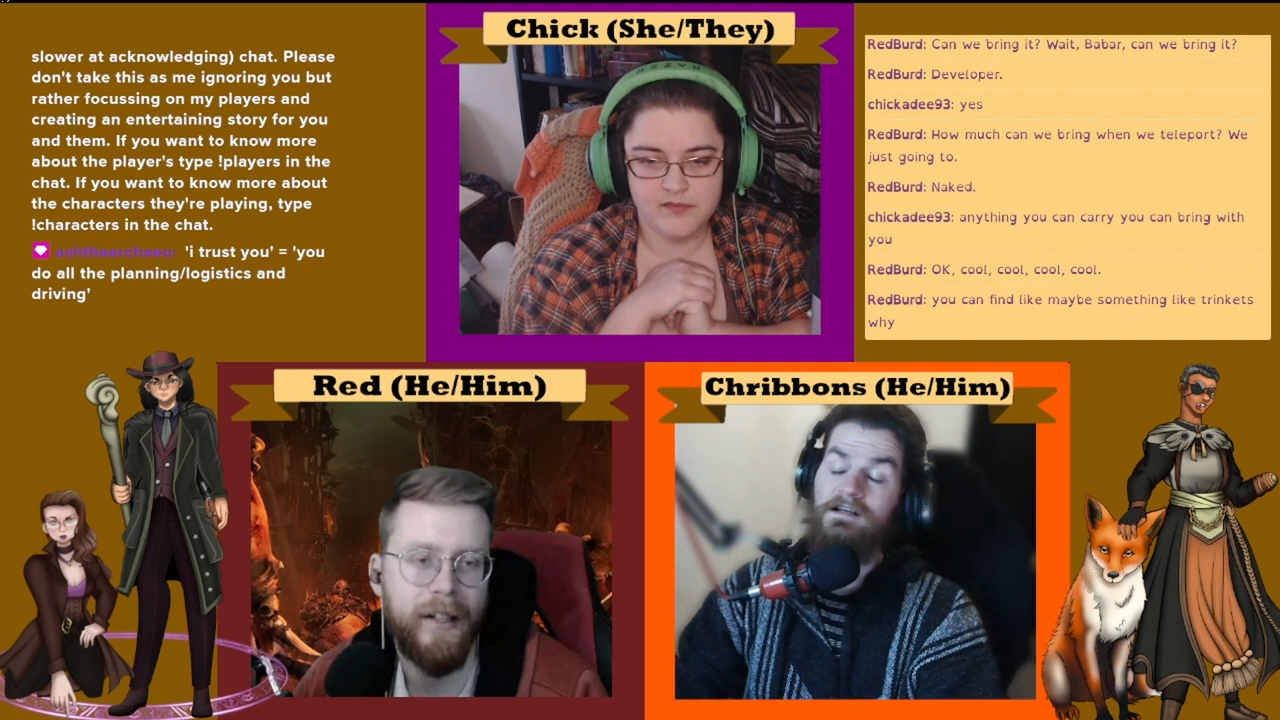 slower at acknowledging) chat. Please
don't take this as me ignoring you but
rather focussing on my players and
creating an entertaining story for you
and them. If you want to know more
about the player's type !players in the
chat. If you want to know more about
the characters they're playing, type
!characters in the chat.
ashthearchaeo: 'i trust you' = 'you
do all the planning/logistics and
driving'
Chick (She/They)
RedBurd: Can we bring it? Wait, Babar, can we bring it?
RedBurd: Developer.
chickadee93: yes
RedBurd: How much can we bring when we teleport? We
just going to.
RedBurd: Naked.
chickadee93: anything you can carry you can bring with
you
RedBurd: OK, cool, cool, cool, cool.
RedBurd: you can find like maybe something like trinkets
why
Red (He/Him)
Chribbons (He/Him)